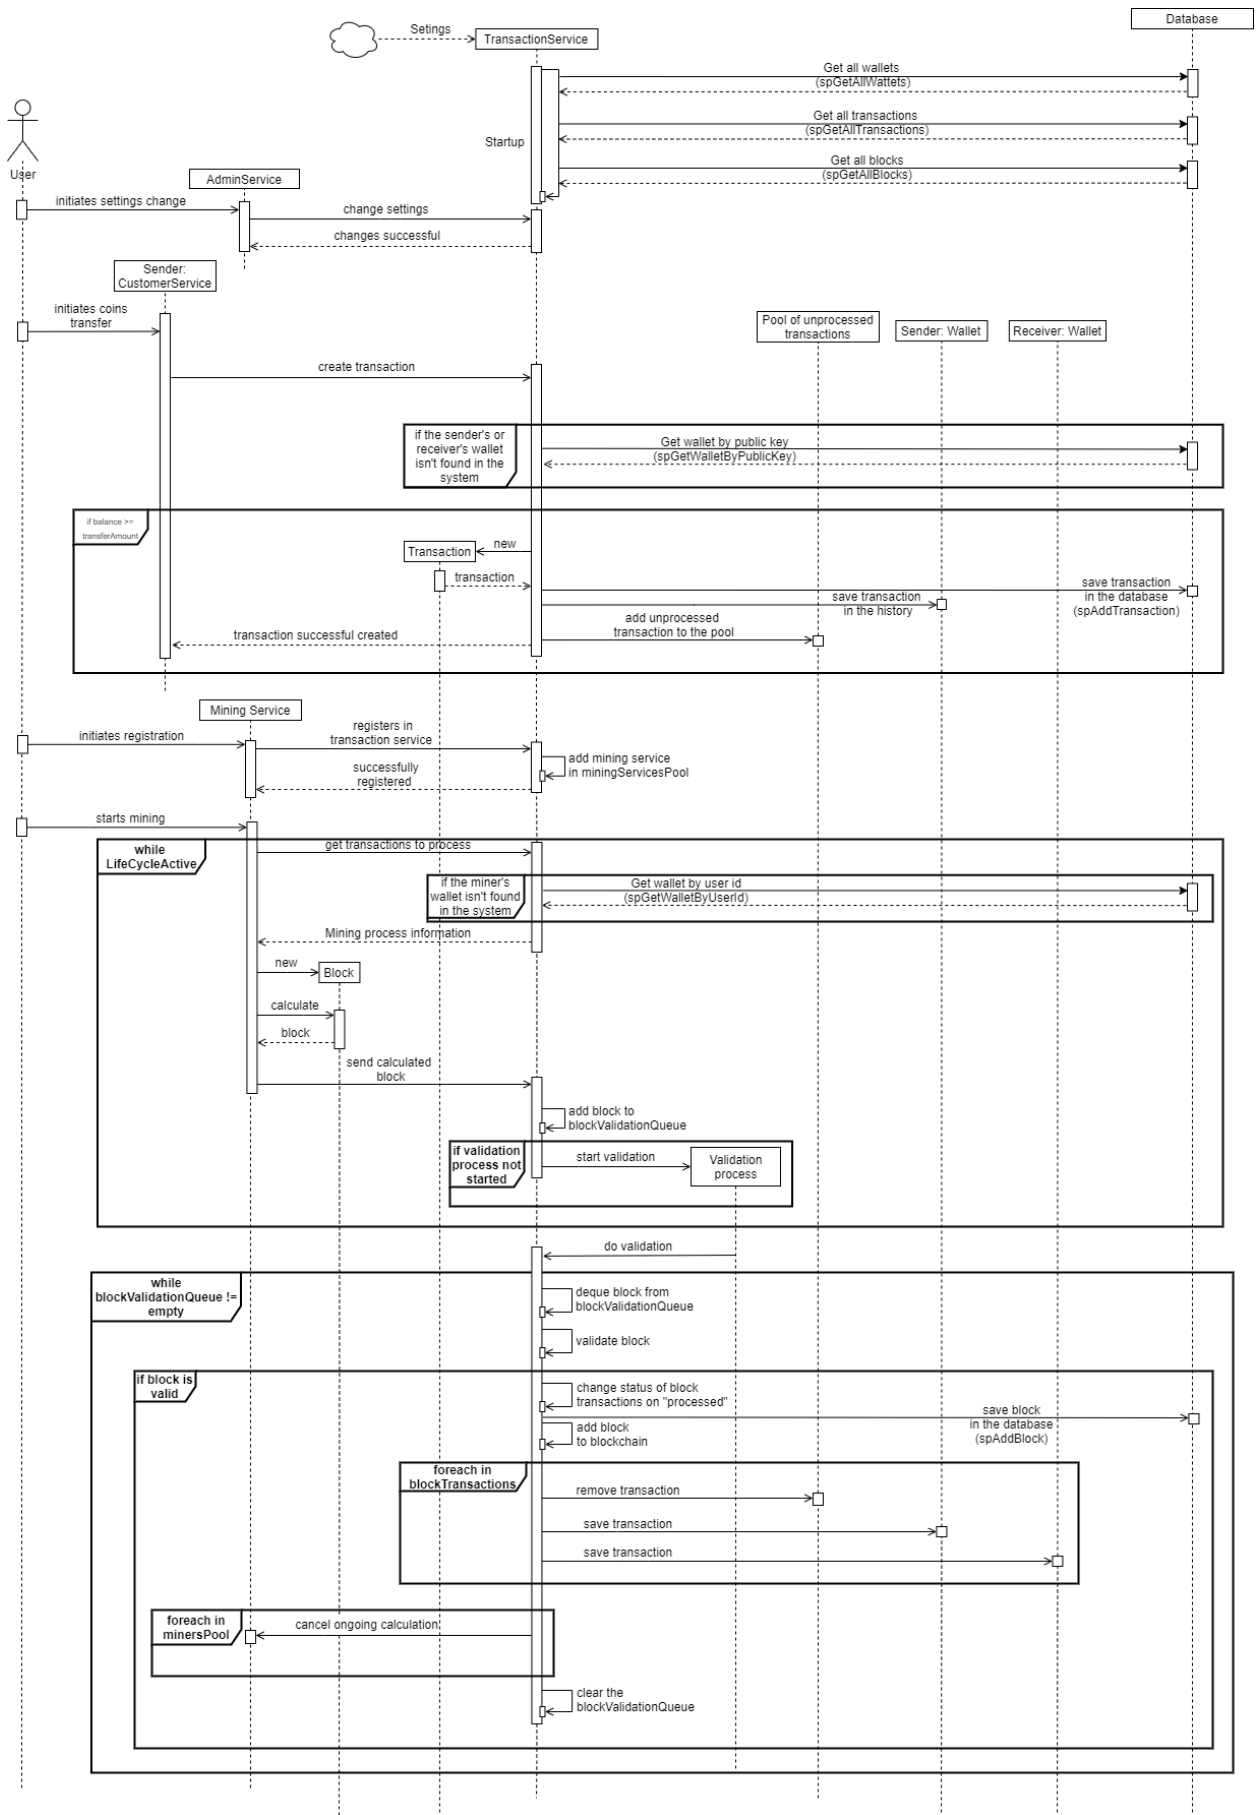 Database
Setings
TransactionService
Get all wallets
(spGetAllWattets)
Get all transactions
(spGetAllTransactions)
Startup
Get all blocks
(spGetAllBlocks)
User
AdminService
initiates settings change
change settings
changes successful
Sender:
CustomerService
initiates coins
transfer
Pool of unprocessed
transactions
Sender: Wallet
Receiver: Wallet
create transaction
if the sender's or
receiver's wallet
isn't found in the
system
Get wallet by public key
(spGetWalletByPublicKey)
if balance >=
transferAmount
Transaction
new
transaction
save transaction
in the database
(spAddTransaction)
save transaction
in the history
add unprocessed
transaction to the pool
transaction successful created
Mining Service
initiates registration
registers in
transaction service
add mining service
in miningServicesPool
successfully
registered
starts mining
while
LifeCycleActive
get transactions to process
if the miner's
wallet isn't found
in the system
Get wallet by user id
(spGetWalletByUserId)
Mining process information
new
Block
calculate
block
send calculated
block
add block to
blockValidationQueue
if validation
process not
started
start validation
Validation
process
do validation
while
blockValidationQueue !=
empty
deque block from
blockValidationQueue
validate block
if block is
valid
change status of block
transactions on "processed"
save block
in the database
(spAddBlock)
add block
to blockchain
foreach in
blockTransactions
remove transaction
save transaction
save transaction
foreach in
minersPool
cancel ongoing calculation
clear the
blockValidationQueue